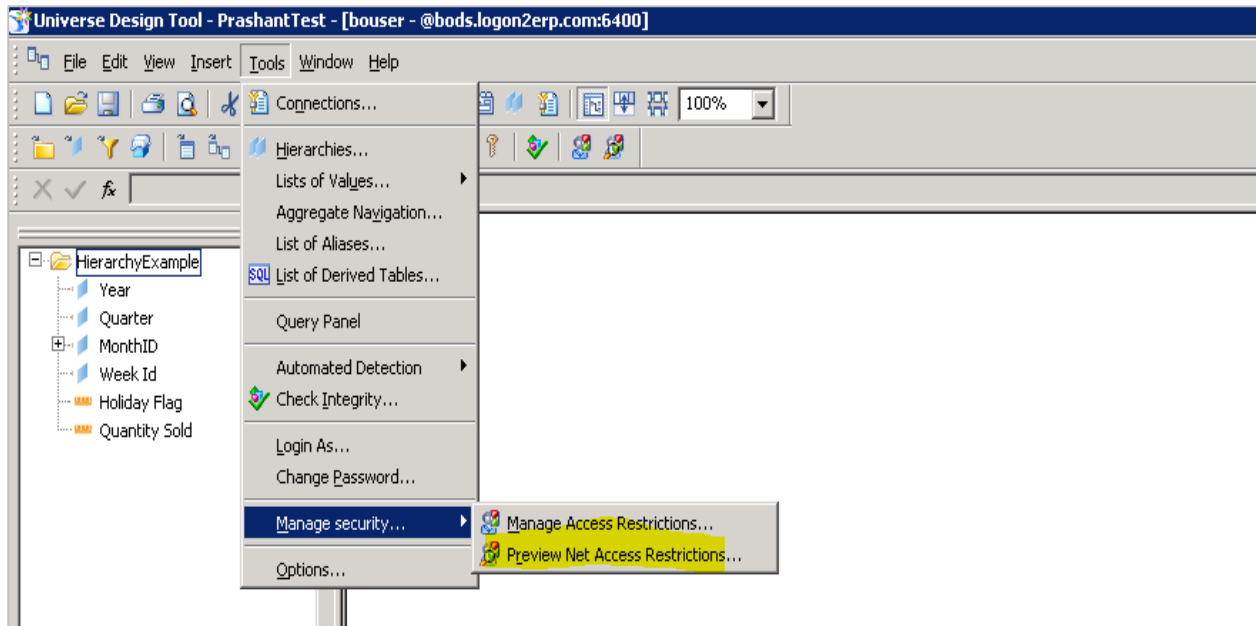 Universe Design Tool - PrashantTest - [bouser - @bods.logon2erp.com:6400]
File Edit View Insert Tools Window Help
Connections...
100%
Hierarchies...
Lists of Values...
Aggregate Navigation...
List of Aliases...
SQL List of Derived Tables...
Query Panel
Automated Detection
Check Integrity...
Login As...
Change Password...
Manage security...
Options...
Manage Access Restrictions...
Preview Net Access Restrictions...
fx
HierarchyExample
Year
Quarter
MonthID
Week Id
Holiday Flag
Quantity Sold